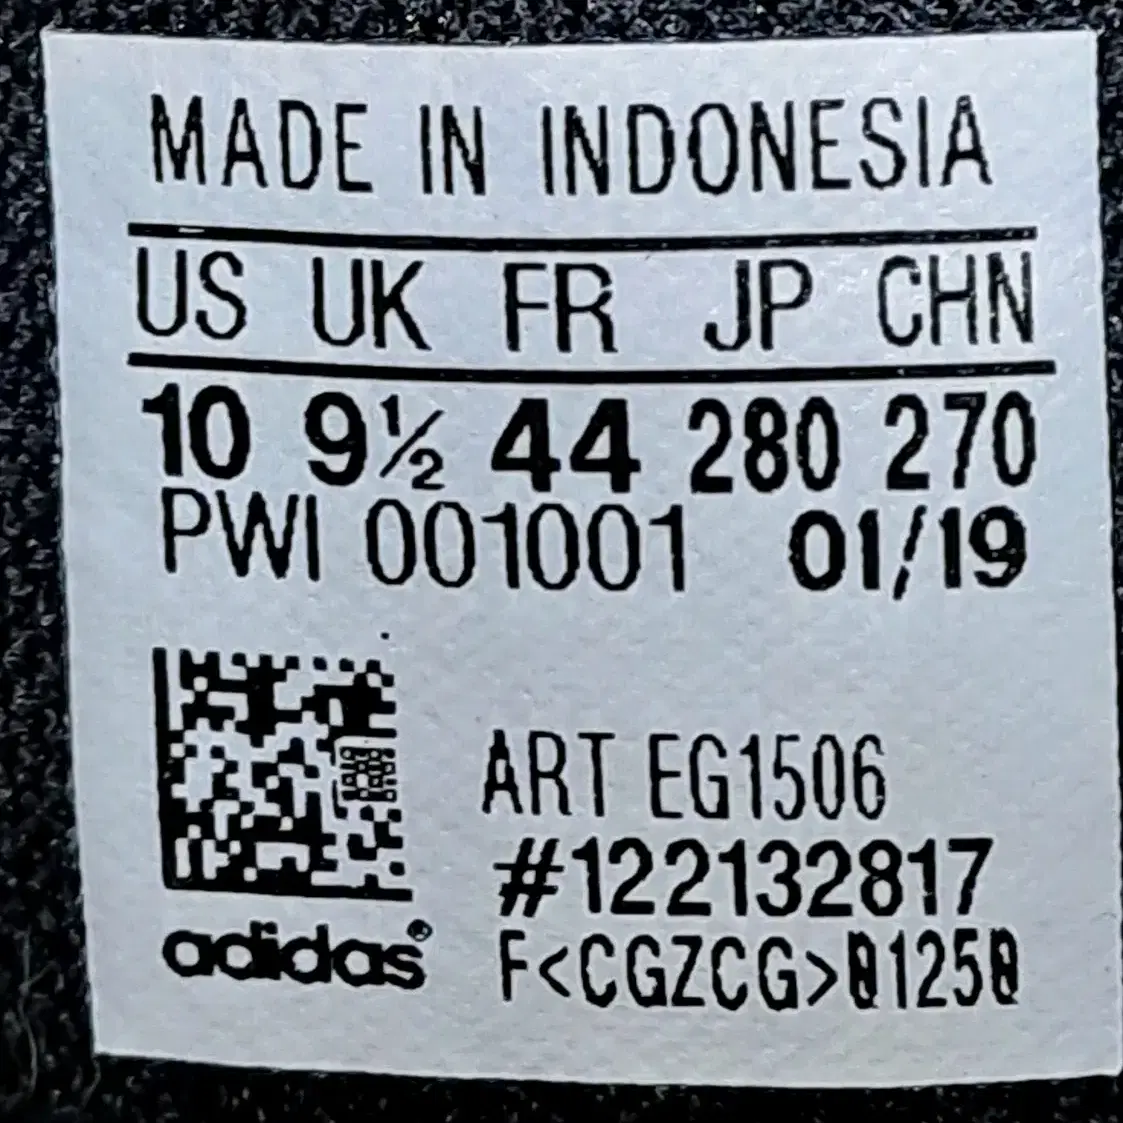 MADE IN INDONESIA
US UK FR JP CHN
10 9½ 44 280 270
PWI 001001 01/19
ART EG1506
#122132817
adidas®
F<CGZCG>01250